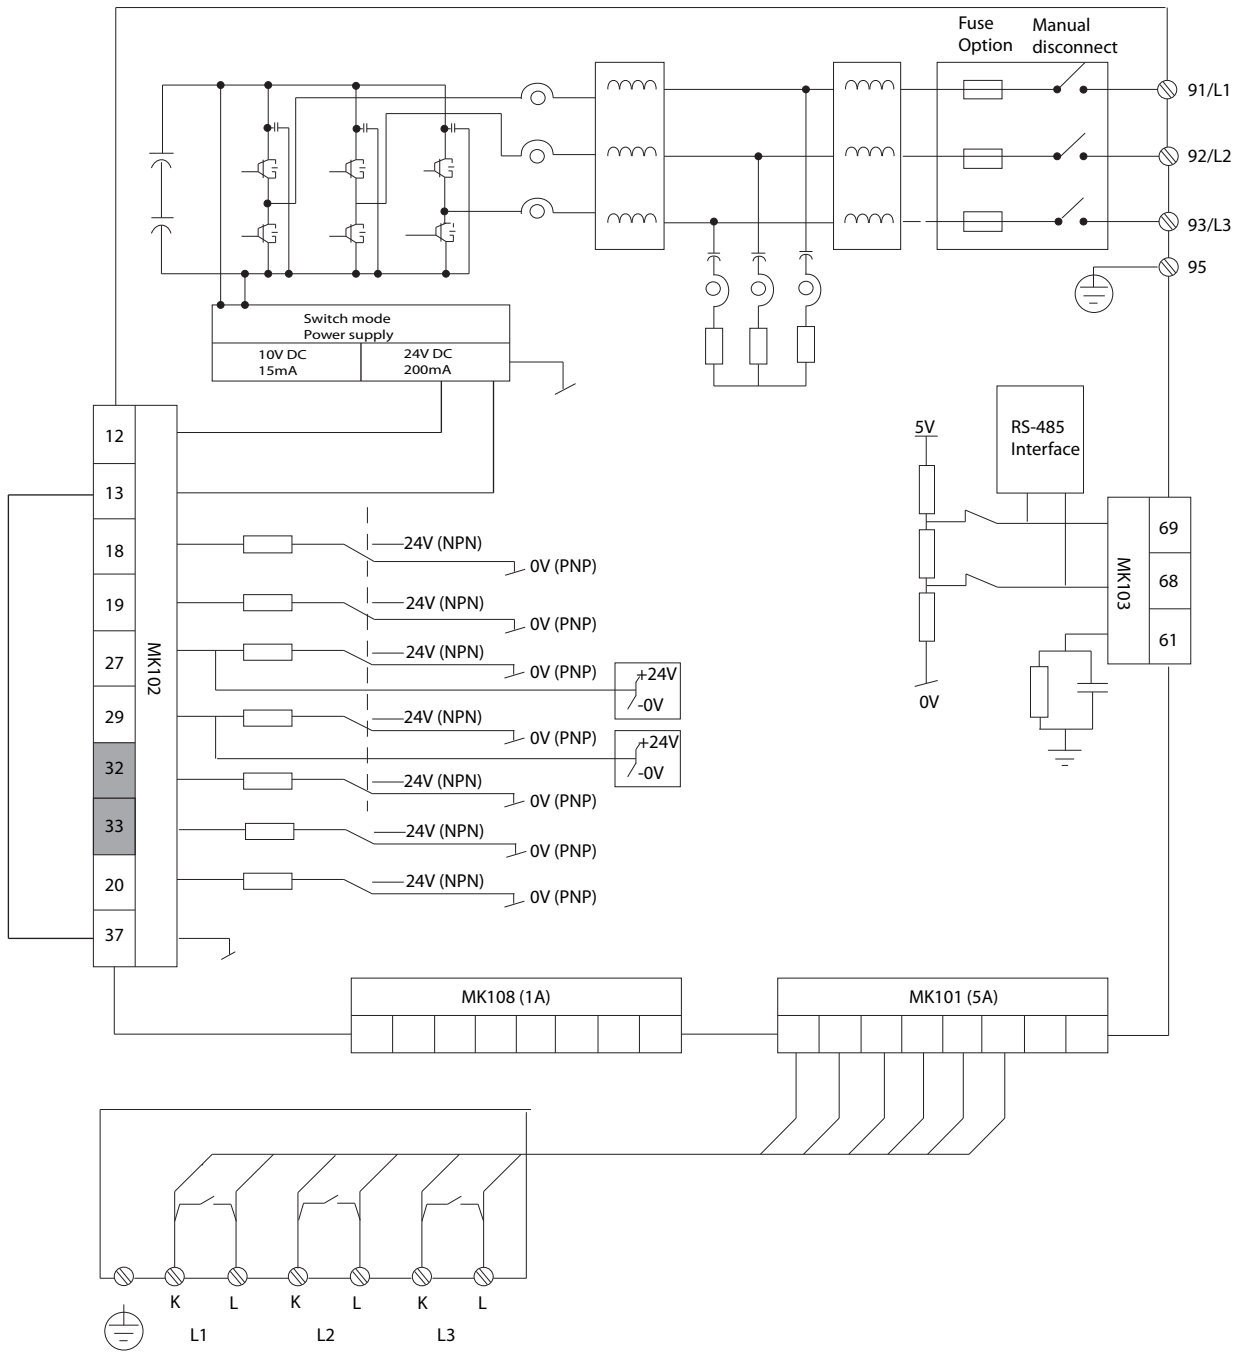 Fuse
Option
Manual
disconnect
91/L1
92/L2
93/L3
95
Switch mode
Power supply
10V DC
15mA
24V DC
200mA
5V
RS-485
Interface
0V
MK103
69
68
61
MK102
12
13
18
19
27
29
32
33
20
37
24V (NPN)
0V (PNP)
24V (NPN)
0V (PNP)
24V (NPN)
0V (PNP)
+24V
-0V
24V (NPN)
0V (PNP)
+24V
-0V
24V (NPN)
0V (PNP)
24V (NPN)
0V (PNP)
24V (NPN)
0V (PNP)
MK108 (1A)
MK101 (5A)
K L K L K L
L1 L2 L3